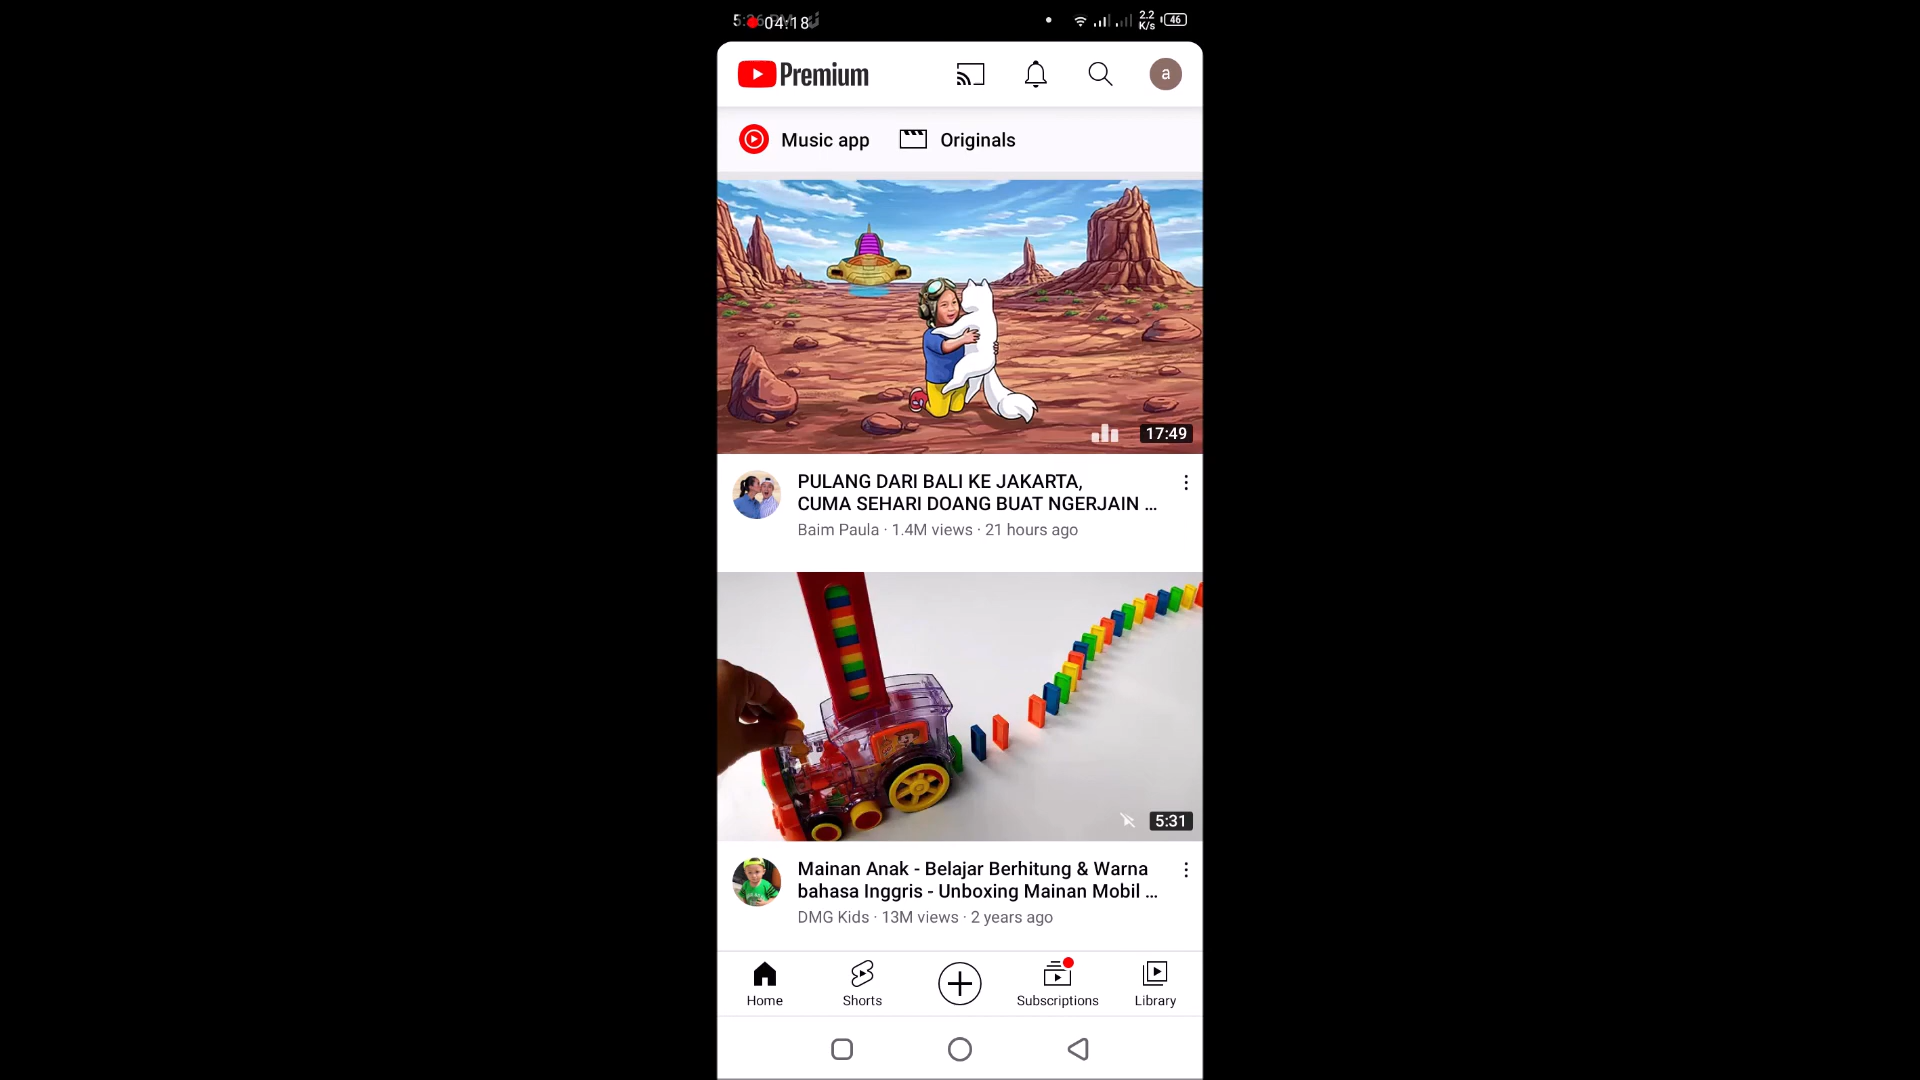 04:18
2.2
K/s
46
Premium
a
Music app
Originals
17:49
PULANG DARI BALI KE JAKARTA,
CUMA SEHARI DOANG BUAT NGERJAIN ...
Baim Paula · 1.4M views · 21 hours ago
5:31
Mainan Anak - Belajar Berhitung & Warna
bahasa Inggris - Unboxing Mainan Mobil ...
DMG Kids · 13M views · 2 years ago
Home
Shorts
Subscriptions
Library